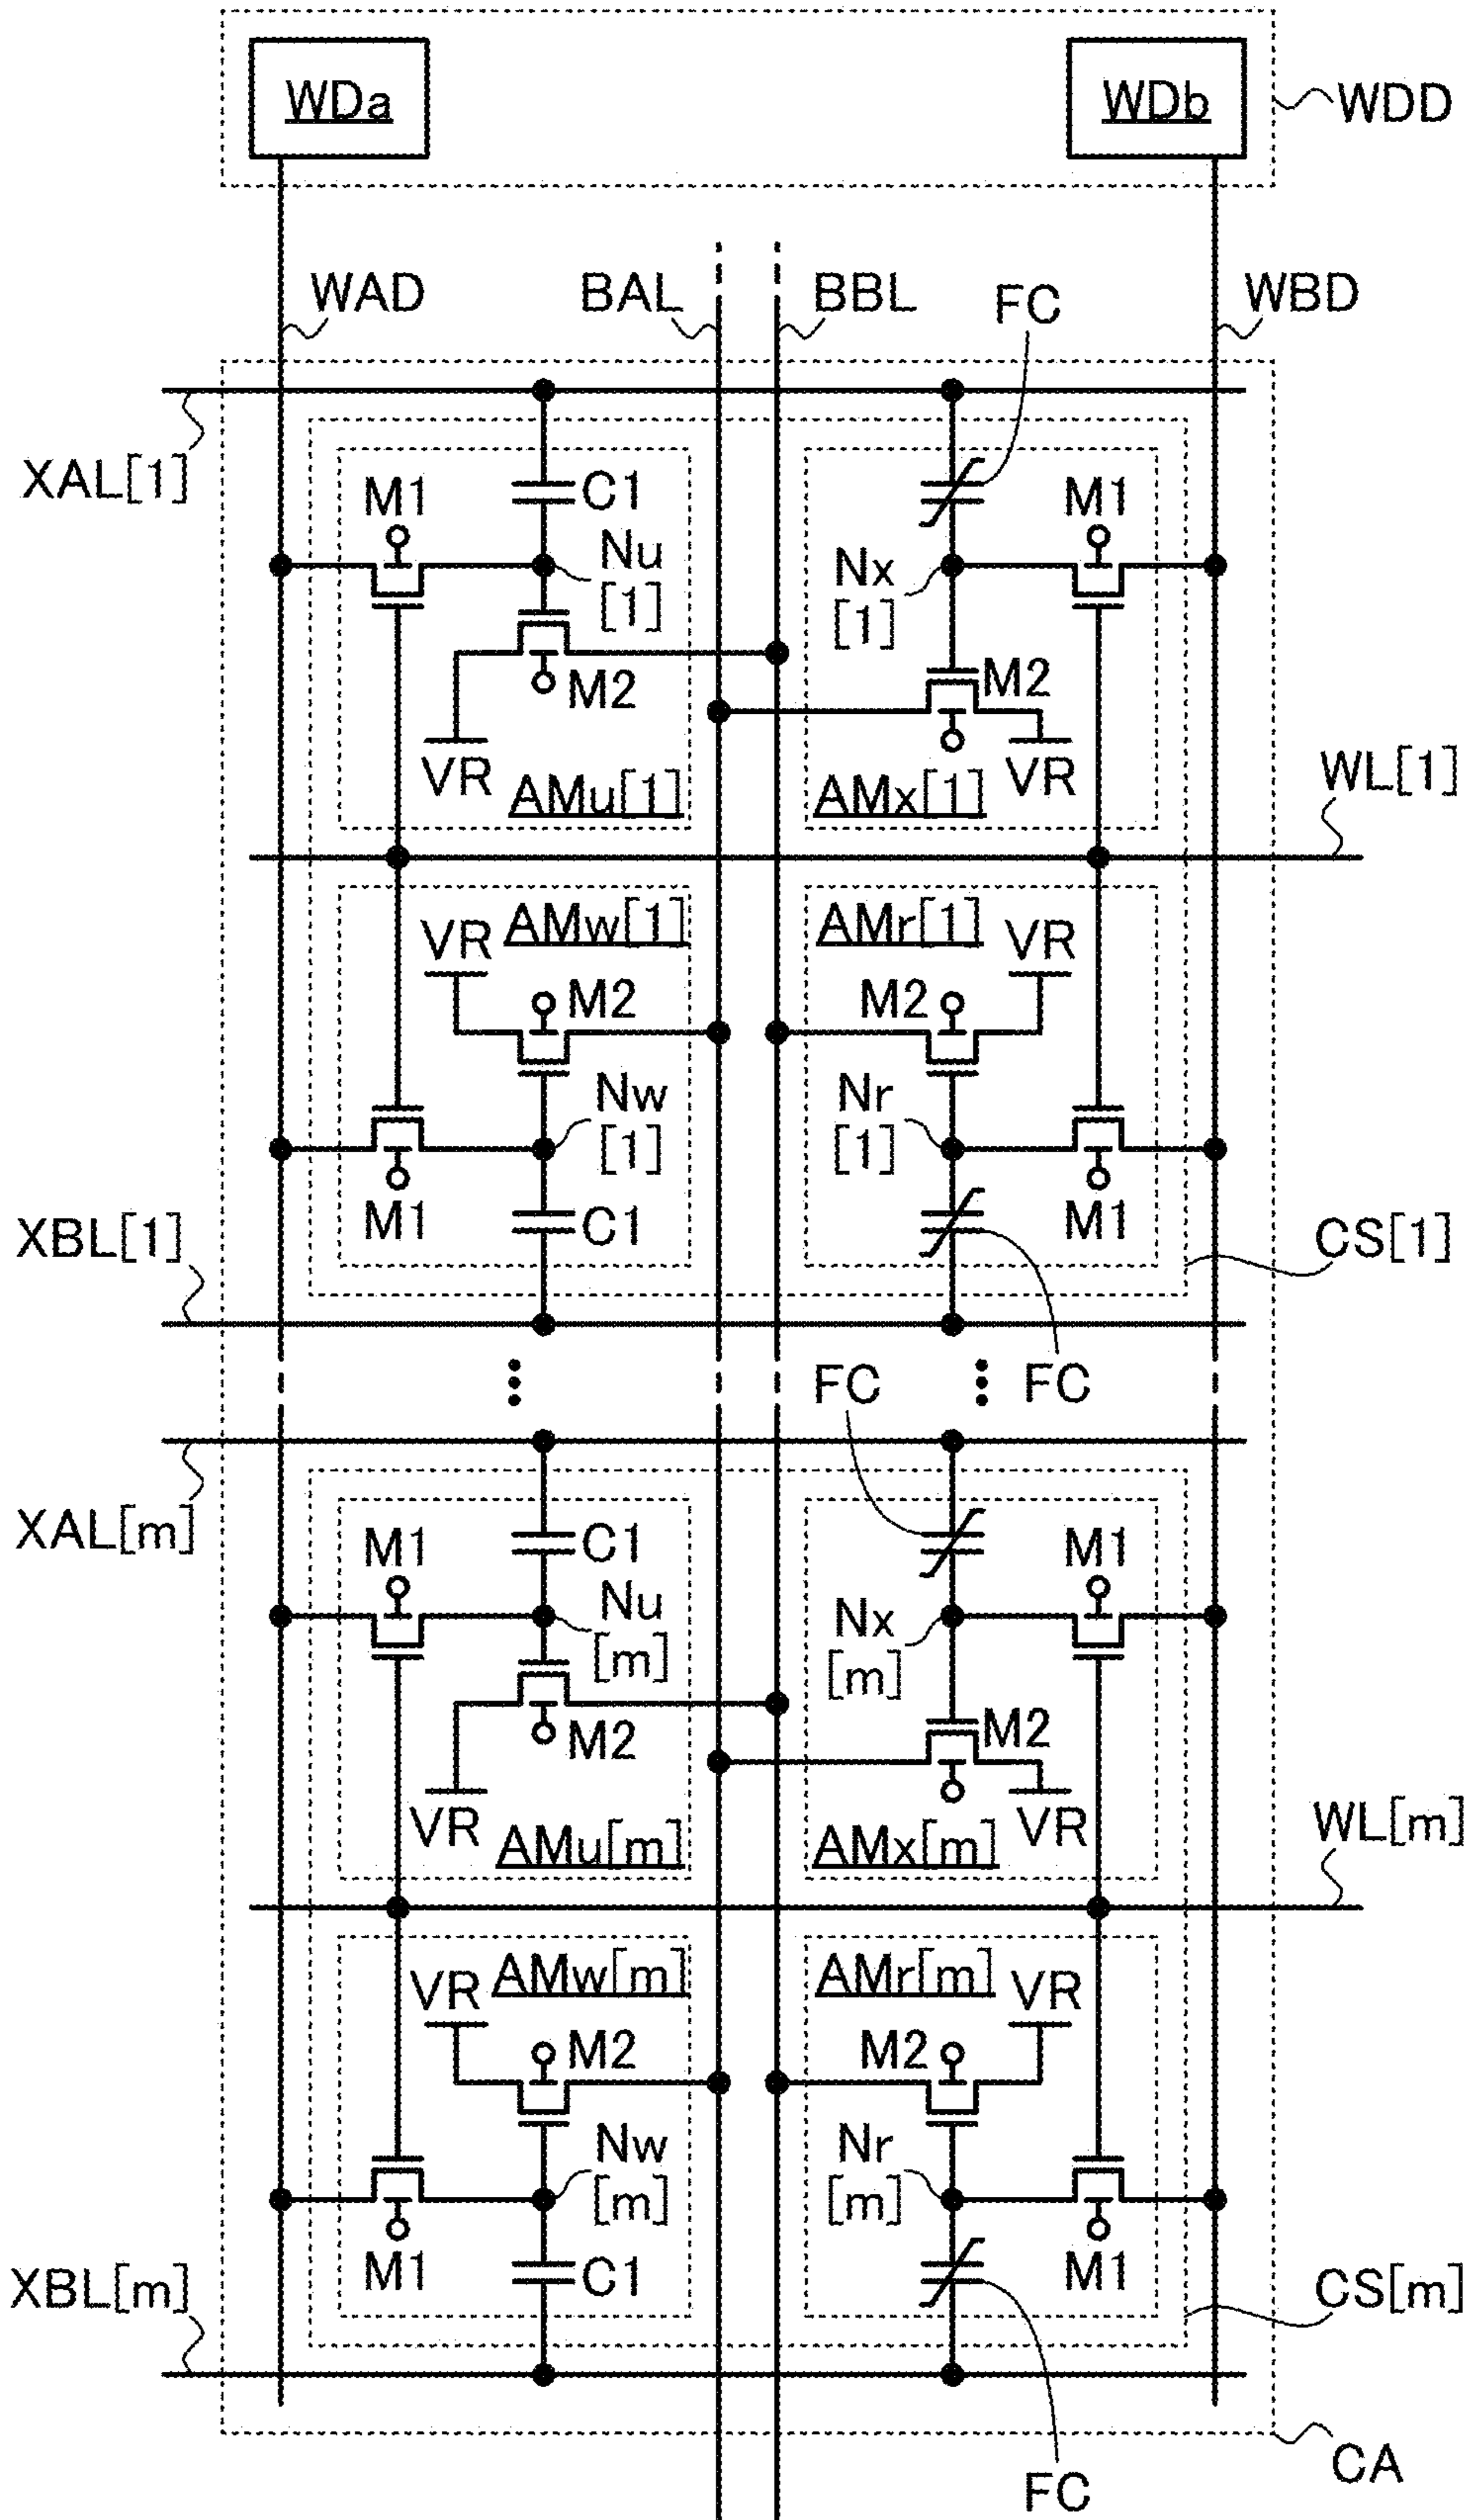 WDa
WDb
WDD
WAD
BAL
BBL
FC
WBD
XAL[1]
M1
C1
M1
Nu
[1]
Nx
[1]
M2
M2
VR
VR
AMu[1]
AMx[1]
WL[1]
AMw[1]
AMr[1]
VR
VR
M2
M2
Nw
[1]
Nr
[1]
M1
C1
M1
XBL[1]
CS[1]
FC
FC
XAL[m]
M1
C1
M1
Nu
[m]
Nx
[m]
M2
M2
VR
VR
AMu[m]
AMx[m]
WL[m]
AMw[m]
AMr[m]
VR
VR
M2
M2
Nw
[m]
Nr
[m]
M1
C1
M1
XBL[m]
CS[m]
CA
FC